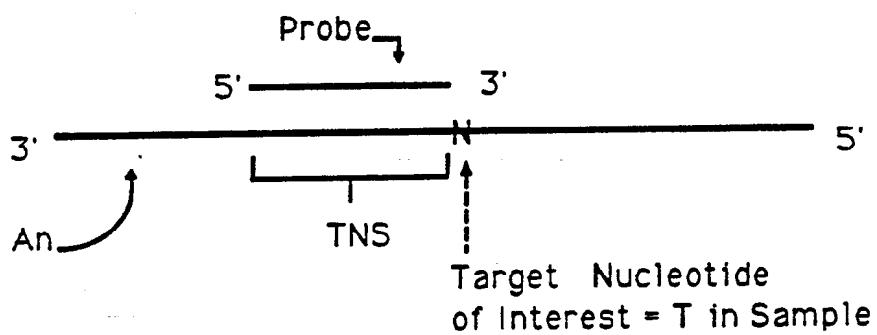 Probe
5' 3'
3' N 5'
An TNS
Target Nucleotide
of Interest = T in Sample